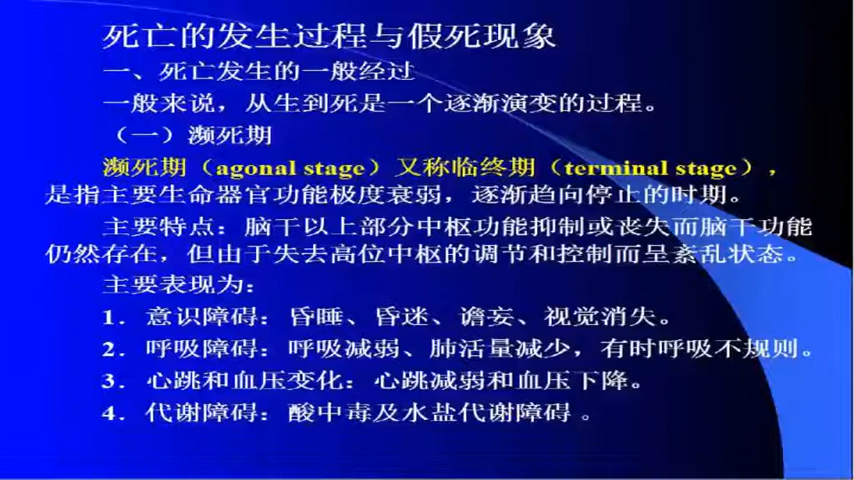 死亡的发生过程与假死现象
一、死亡发生的一般经过
一般来说，从生到死是一个逐渐演变的过程。
（一）濒死期
濒死期（agonal stage）又称临终期（terminal stage），
是指主要生命器官功能极度衰弱，逐渐趋向停止的时期。
主要特点：脑干以上部分中枢功能抑制或丧失而脑干功能
仍然存在，但由于失去高位中枢的调节和控制而呈紊乱状态。
主要表现为：
1．意识障碍：昏睡、昏迷、谵妄、视觉消失。
2．呼吸障碍：呼吸减弱、肺活量减少，有时呼吸不规则。
3．心跳和血压变化：心跳减弱和血压下降。
4．代谢障碍：酸中毒及水盐代谢障碍 。